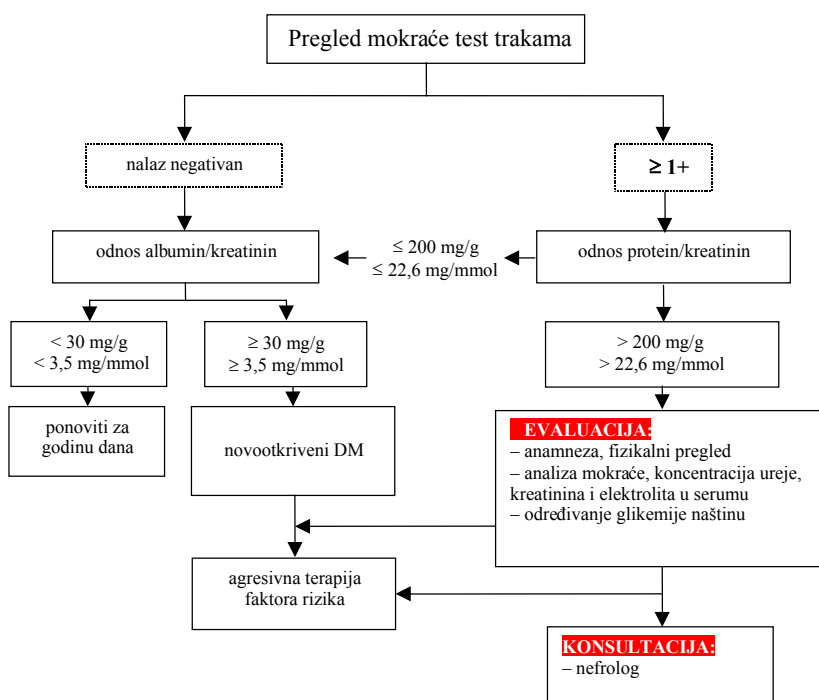 Pregled mokraće test trakama
nalaz negativan
≥ 1+
odnos albumin/kreatinin
≤ 200 mg/g
≤ 22,6 mg/mmol
odnos protein/kreatinin
< 30 mg/g
< 3,5 mg/mmol
≥ 30 mg/g
≥ 3,5 mg/mmol
> 200 mg/g
> 22,6 mg/mmol
ponoviti za
godinu dana
novootkriveni DM
EVALUACIJA:
– anamneza, fizikalni pregled
– analiza mokraće, koncentracija ureje,
kreatinina i elektrolita u serumu
– određivanje glikemije naštinu
agresivna terapija
faktora rizika
KONSULTACIJA:
– nefrolog